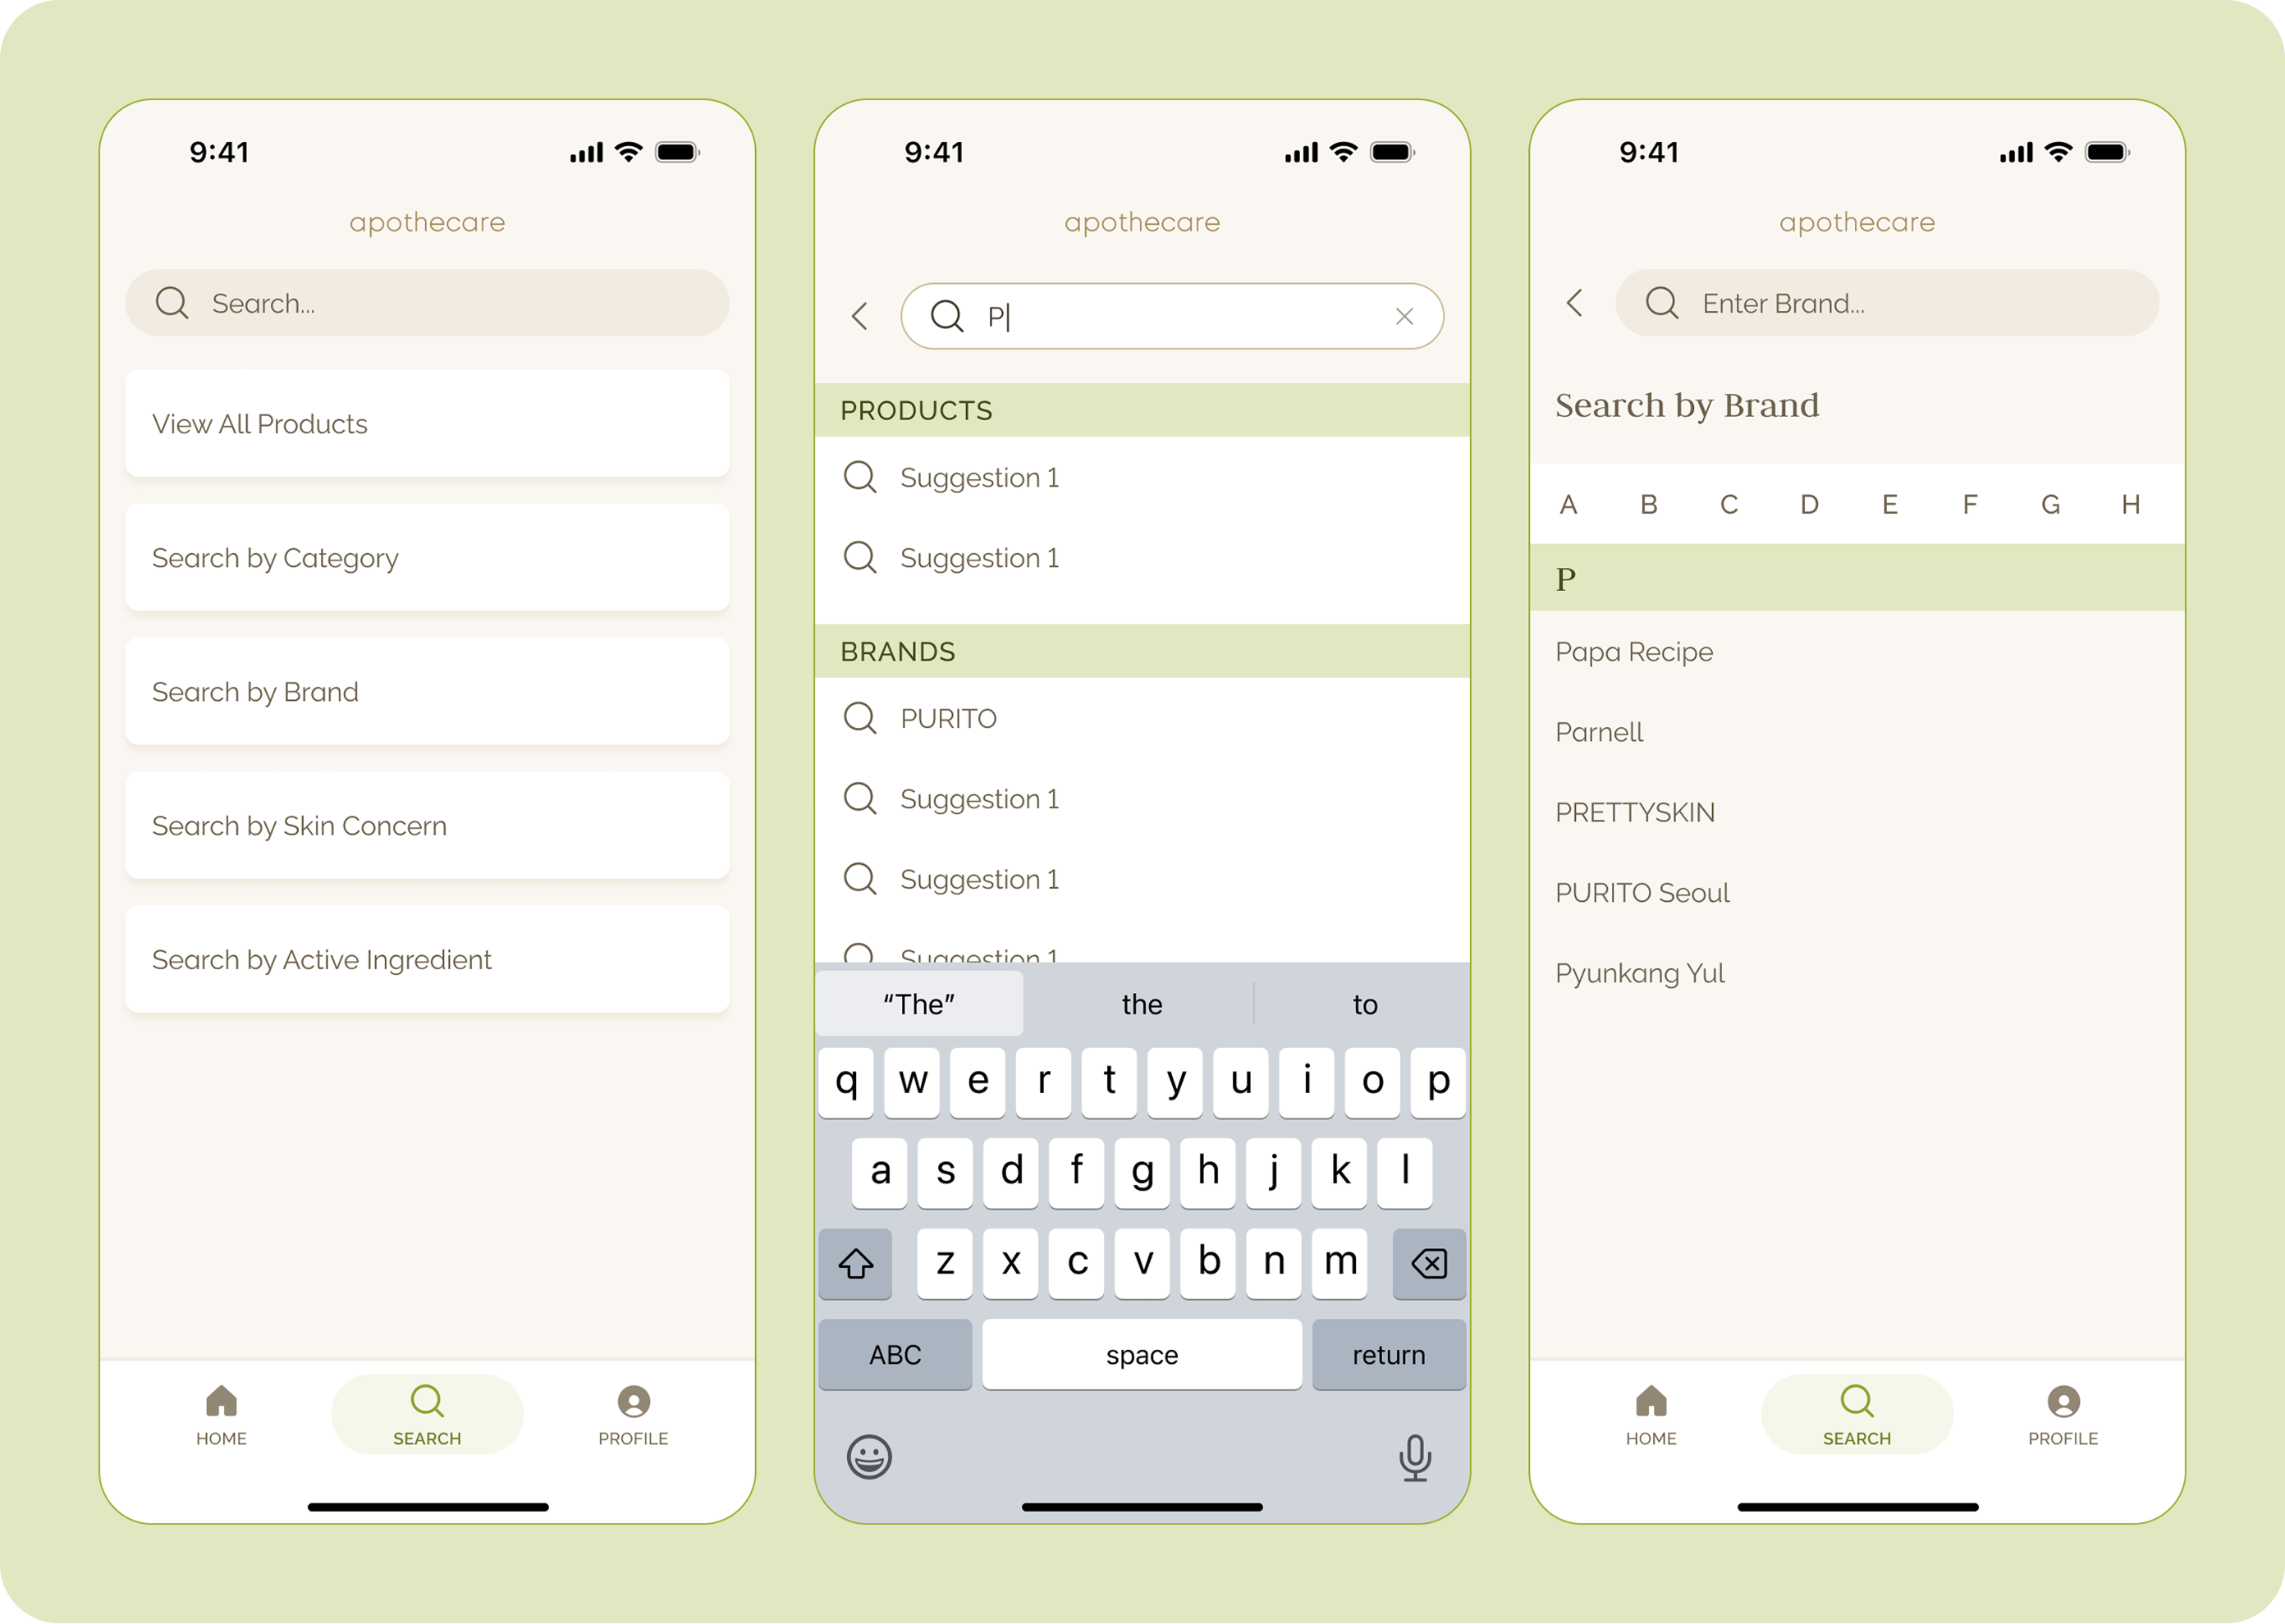 9:41
apothecare
Search...
View All Products
Search by Category
Search by Brand
Search by Skin Concern
Search by Active Ingredient
HOME SEARCH PROFILE
9:41
apothecare
P
PRODUCTS
Suggestion 1
Suggestion 1
BRANDS
PURITO
Suggestion 1
Suggestion 1
Suggestion 1
“The” the to
q w e r t y u i o p
a s d f g h j k l
z x c v b n m
ABC space return
9:41
apothecare
Enter Brand...
Search by Brand
A B C D E F G H
P
Papa Recipe
Parnell
PRETTYSKIN
PURITO Seoul
Pyunkang Yul
HOME SEARCH PROFILE